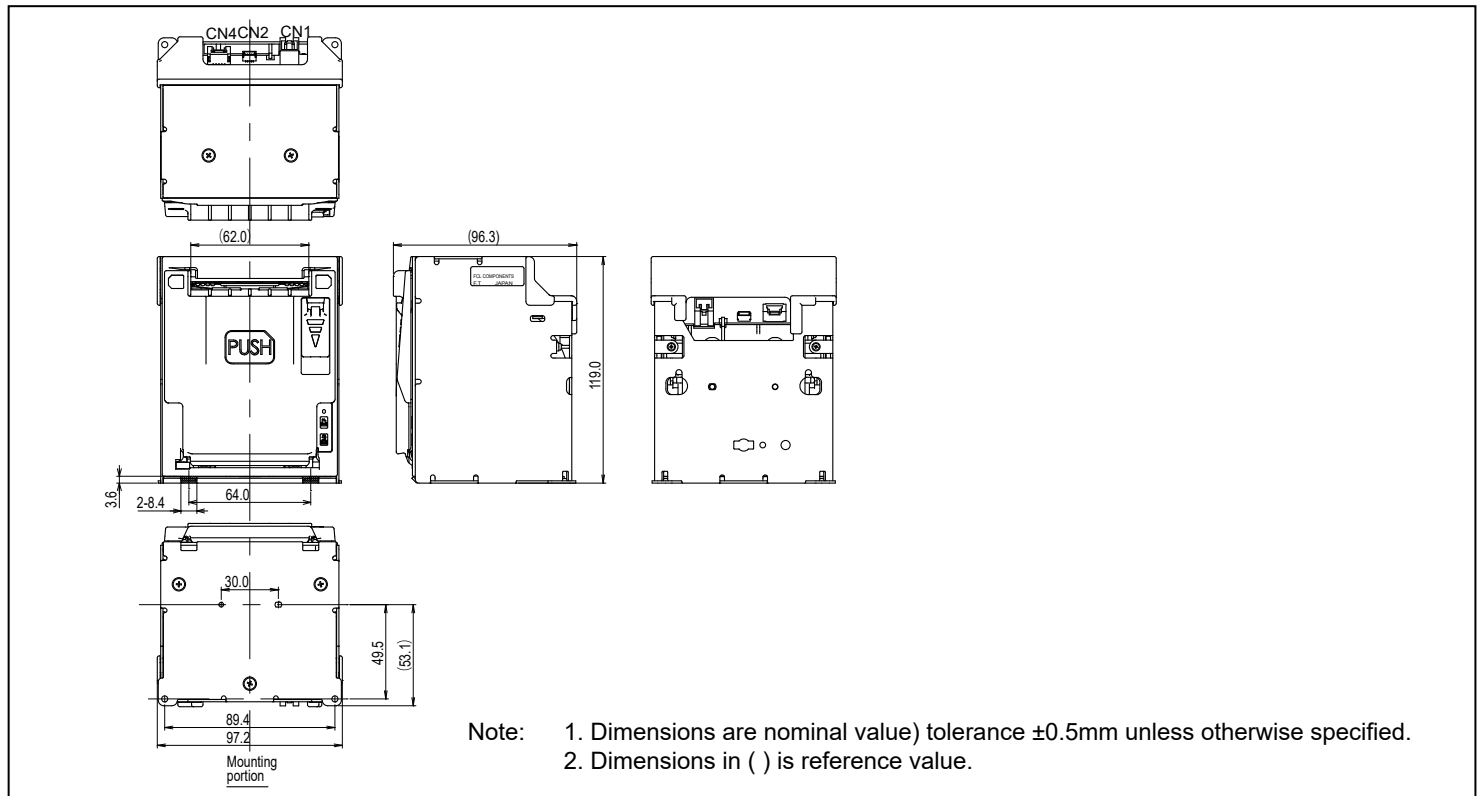 CN4 CN2 CN1
(62.0)
(96.3)
FCL COMPONENTS
F.T JAPAN
PUSH
119.0
3.6
2-8.4
64.0
30.0
49.5
(53.1)
89.4
97.2
Mounting
portion
Note: 1. Dimensions are nominal value) tolerance ±0.5mm unless otherwise specified.
2. Dimensions in ( ) is reference value.